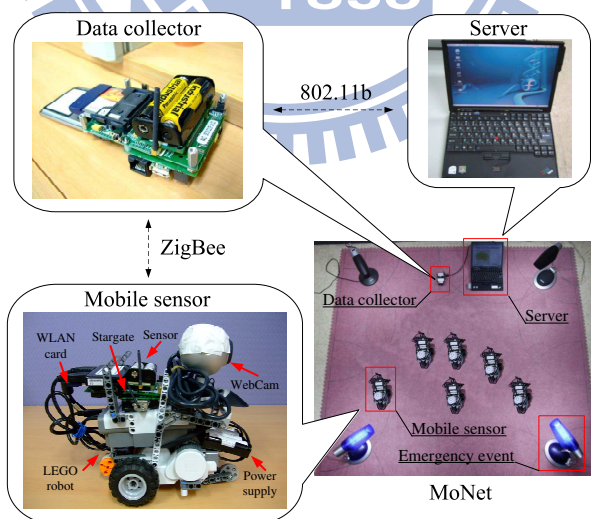 Data collector
Server
802.11b
ZigBee
Mobile sensor
WLAN
card
Stargate
Sensor
WebCam
LEGO
robot
Power
supply
Data collector
Server
Mobile sensor
Emergency event
MoNet